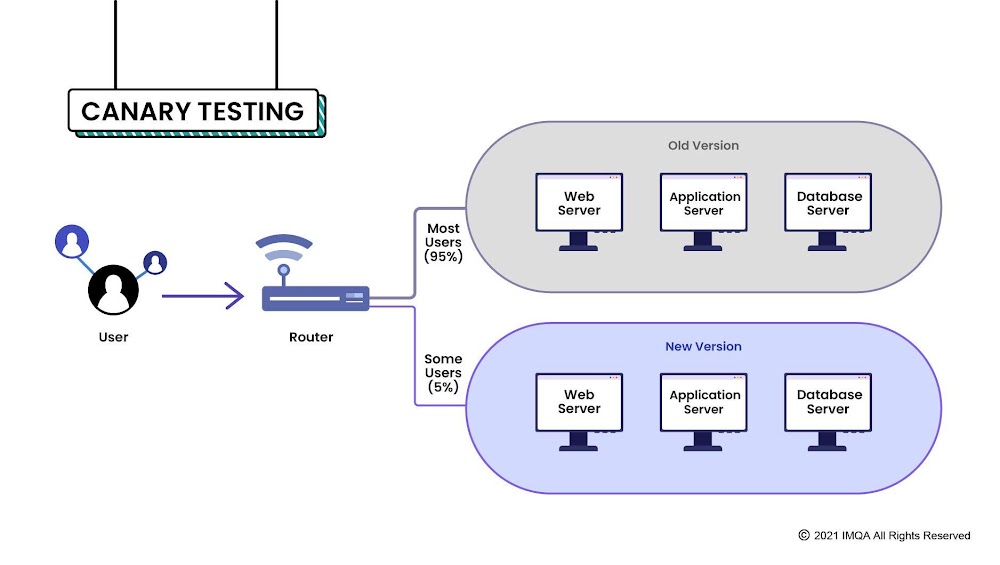 CANARY TESTING
Old Version
Web
Server
Application
Server
Database
Server
Most
Users
(95%)
User
Router
Some
Users
(5%)
New Version
Web
Server
Application
Server
Database
Server
© 2021 IMQA All Rights Reserved